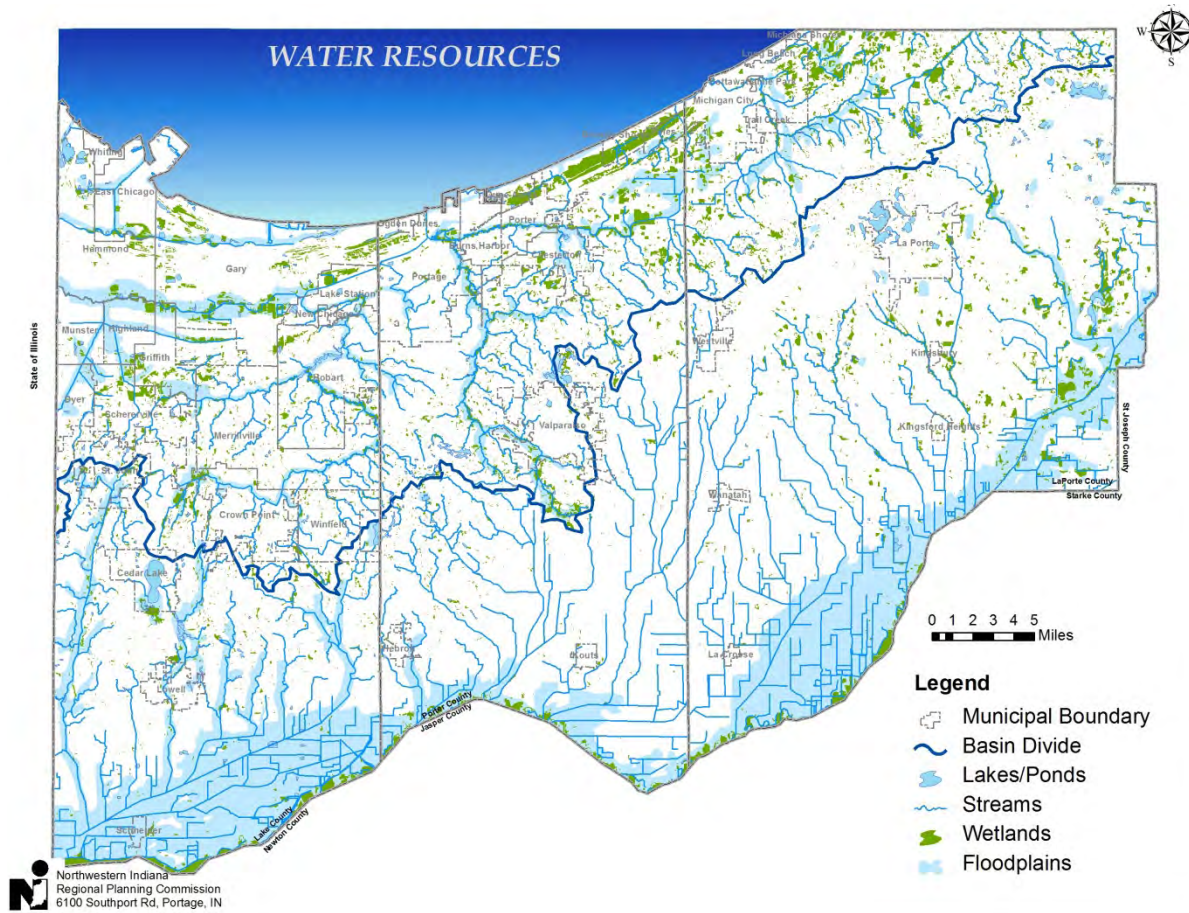 WATER RESOURCES
W
S
Michiana Shores
Long Beach
Pottawattomie Park
Michigan City
Trail Creek
Whiting
East Chicago
Ogden Dunes
Porter
Hammond
Burns Harbor
Chesterton
La Porte
Gary
Portage
Lake Station
New Chicago
Munster
Highland
Westville
Griffith
Kingsbury
Hobart
State of Illinois
Dyer
Schererville
Merrillville
Valparaiso
Kingsford Heights
St Joseph County
St. John
LaPorte County
Starke County
Wanatah
Crown Point
Winfield
Cedar Lake
0 1 2 3 4 5
Miles
Hebron
Kouts
La Crosse
Lowell
Porter County
Jasper County
Legend
Municipal Boundary
Basin Divide
Lakes/Ponds
Streams
Wetlands
Floodplains
Schneider
Lake County
Newton County
Northwestern Indiana
Regional Planning Commission
6100 Southport Rd, Portage, IN